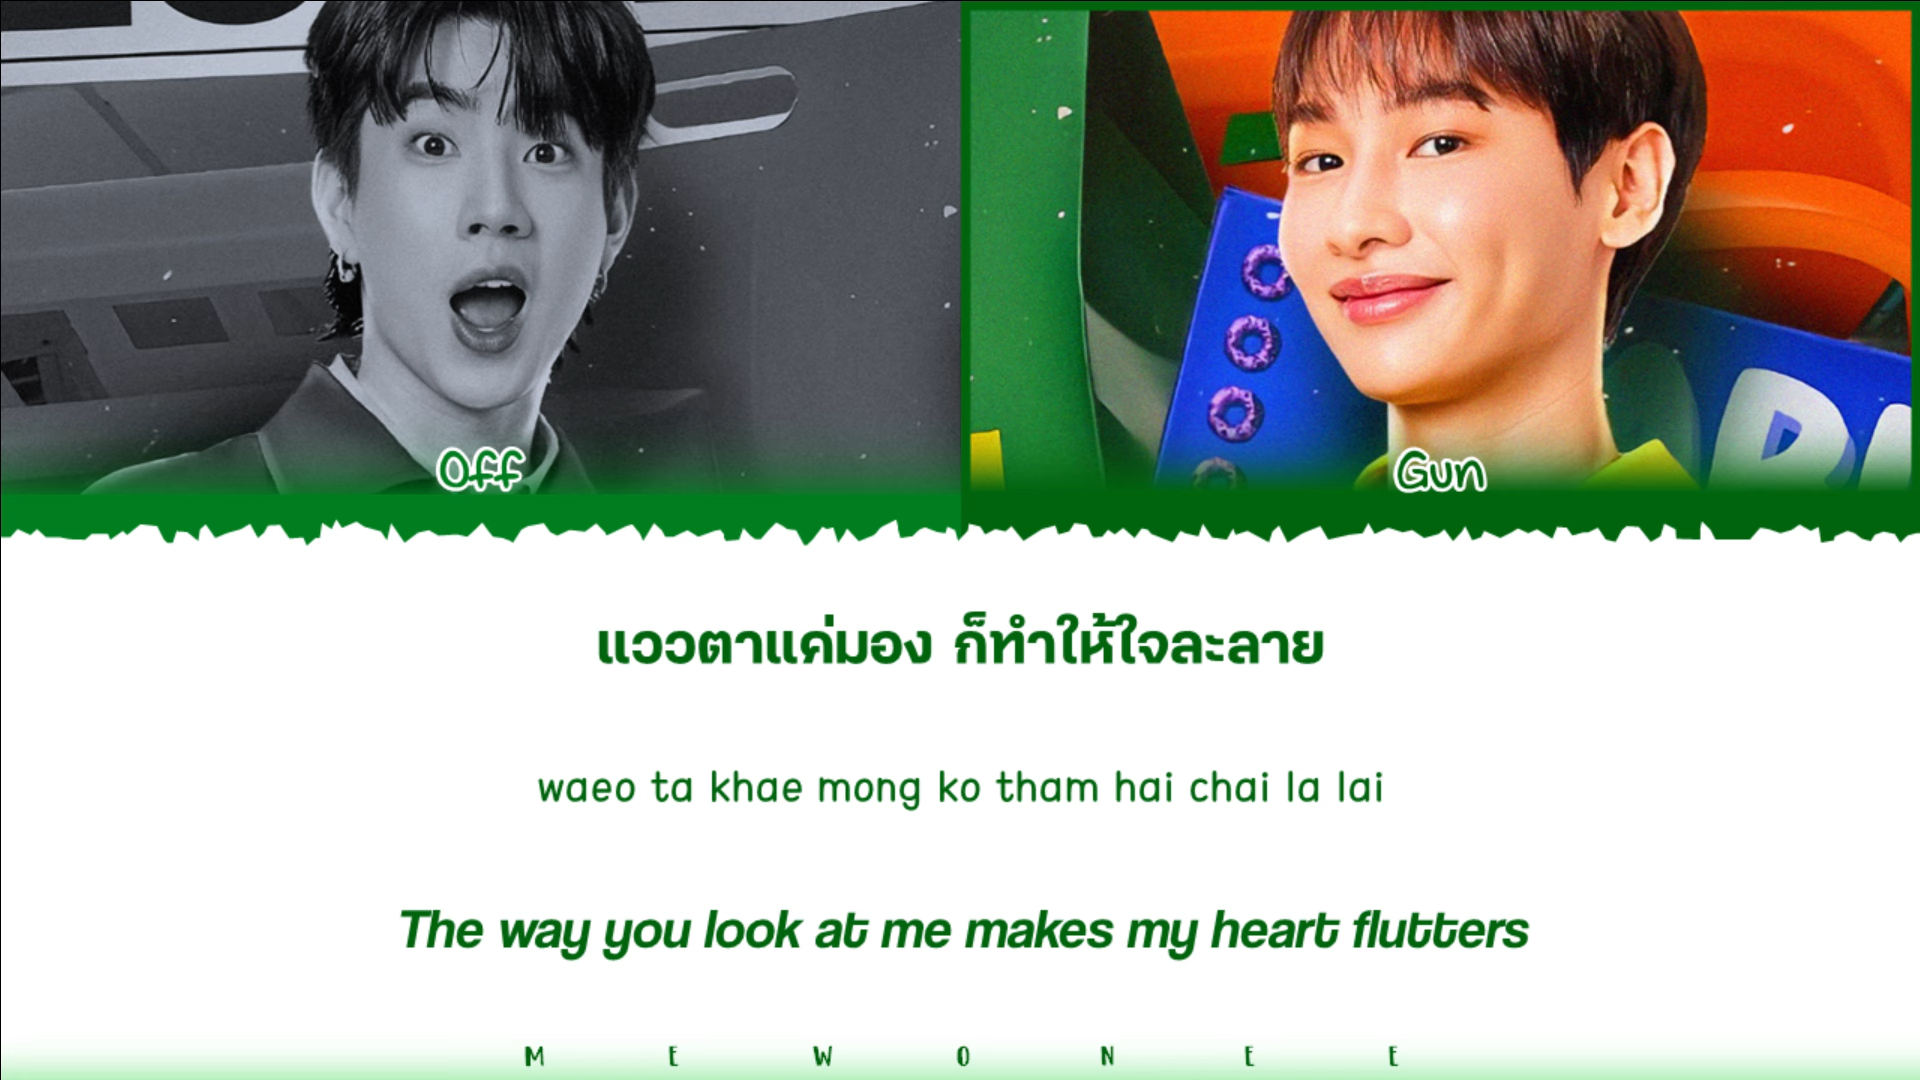 Off
Gun
แววตาแค่มอง ก็ทำให้ใจละลาย
waeo ta khae mong ko tham hai chai la lai
The way you look at me makes my heart flutters
M E W O N E E